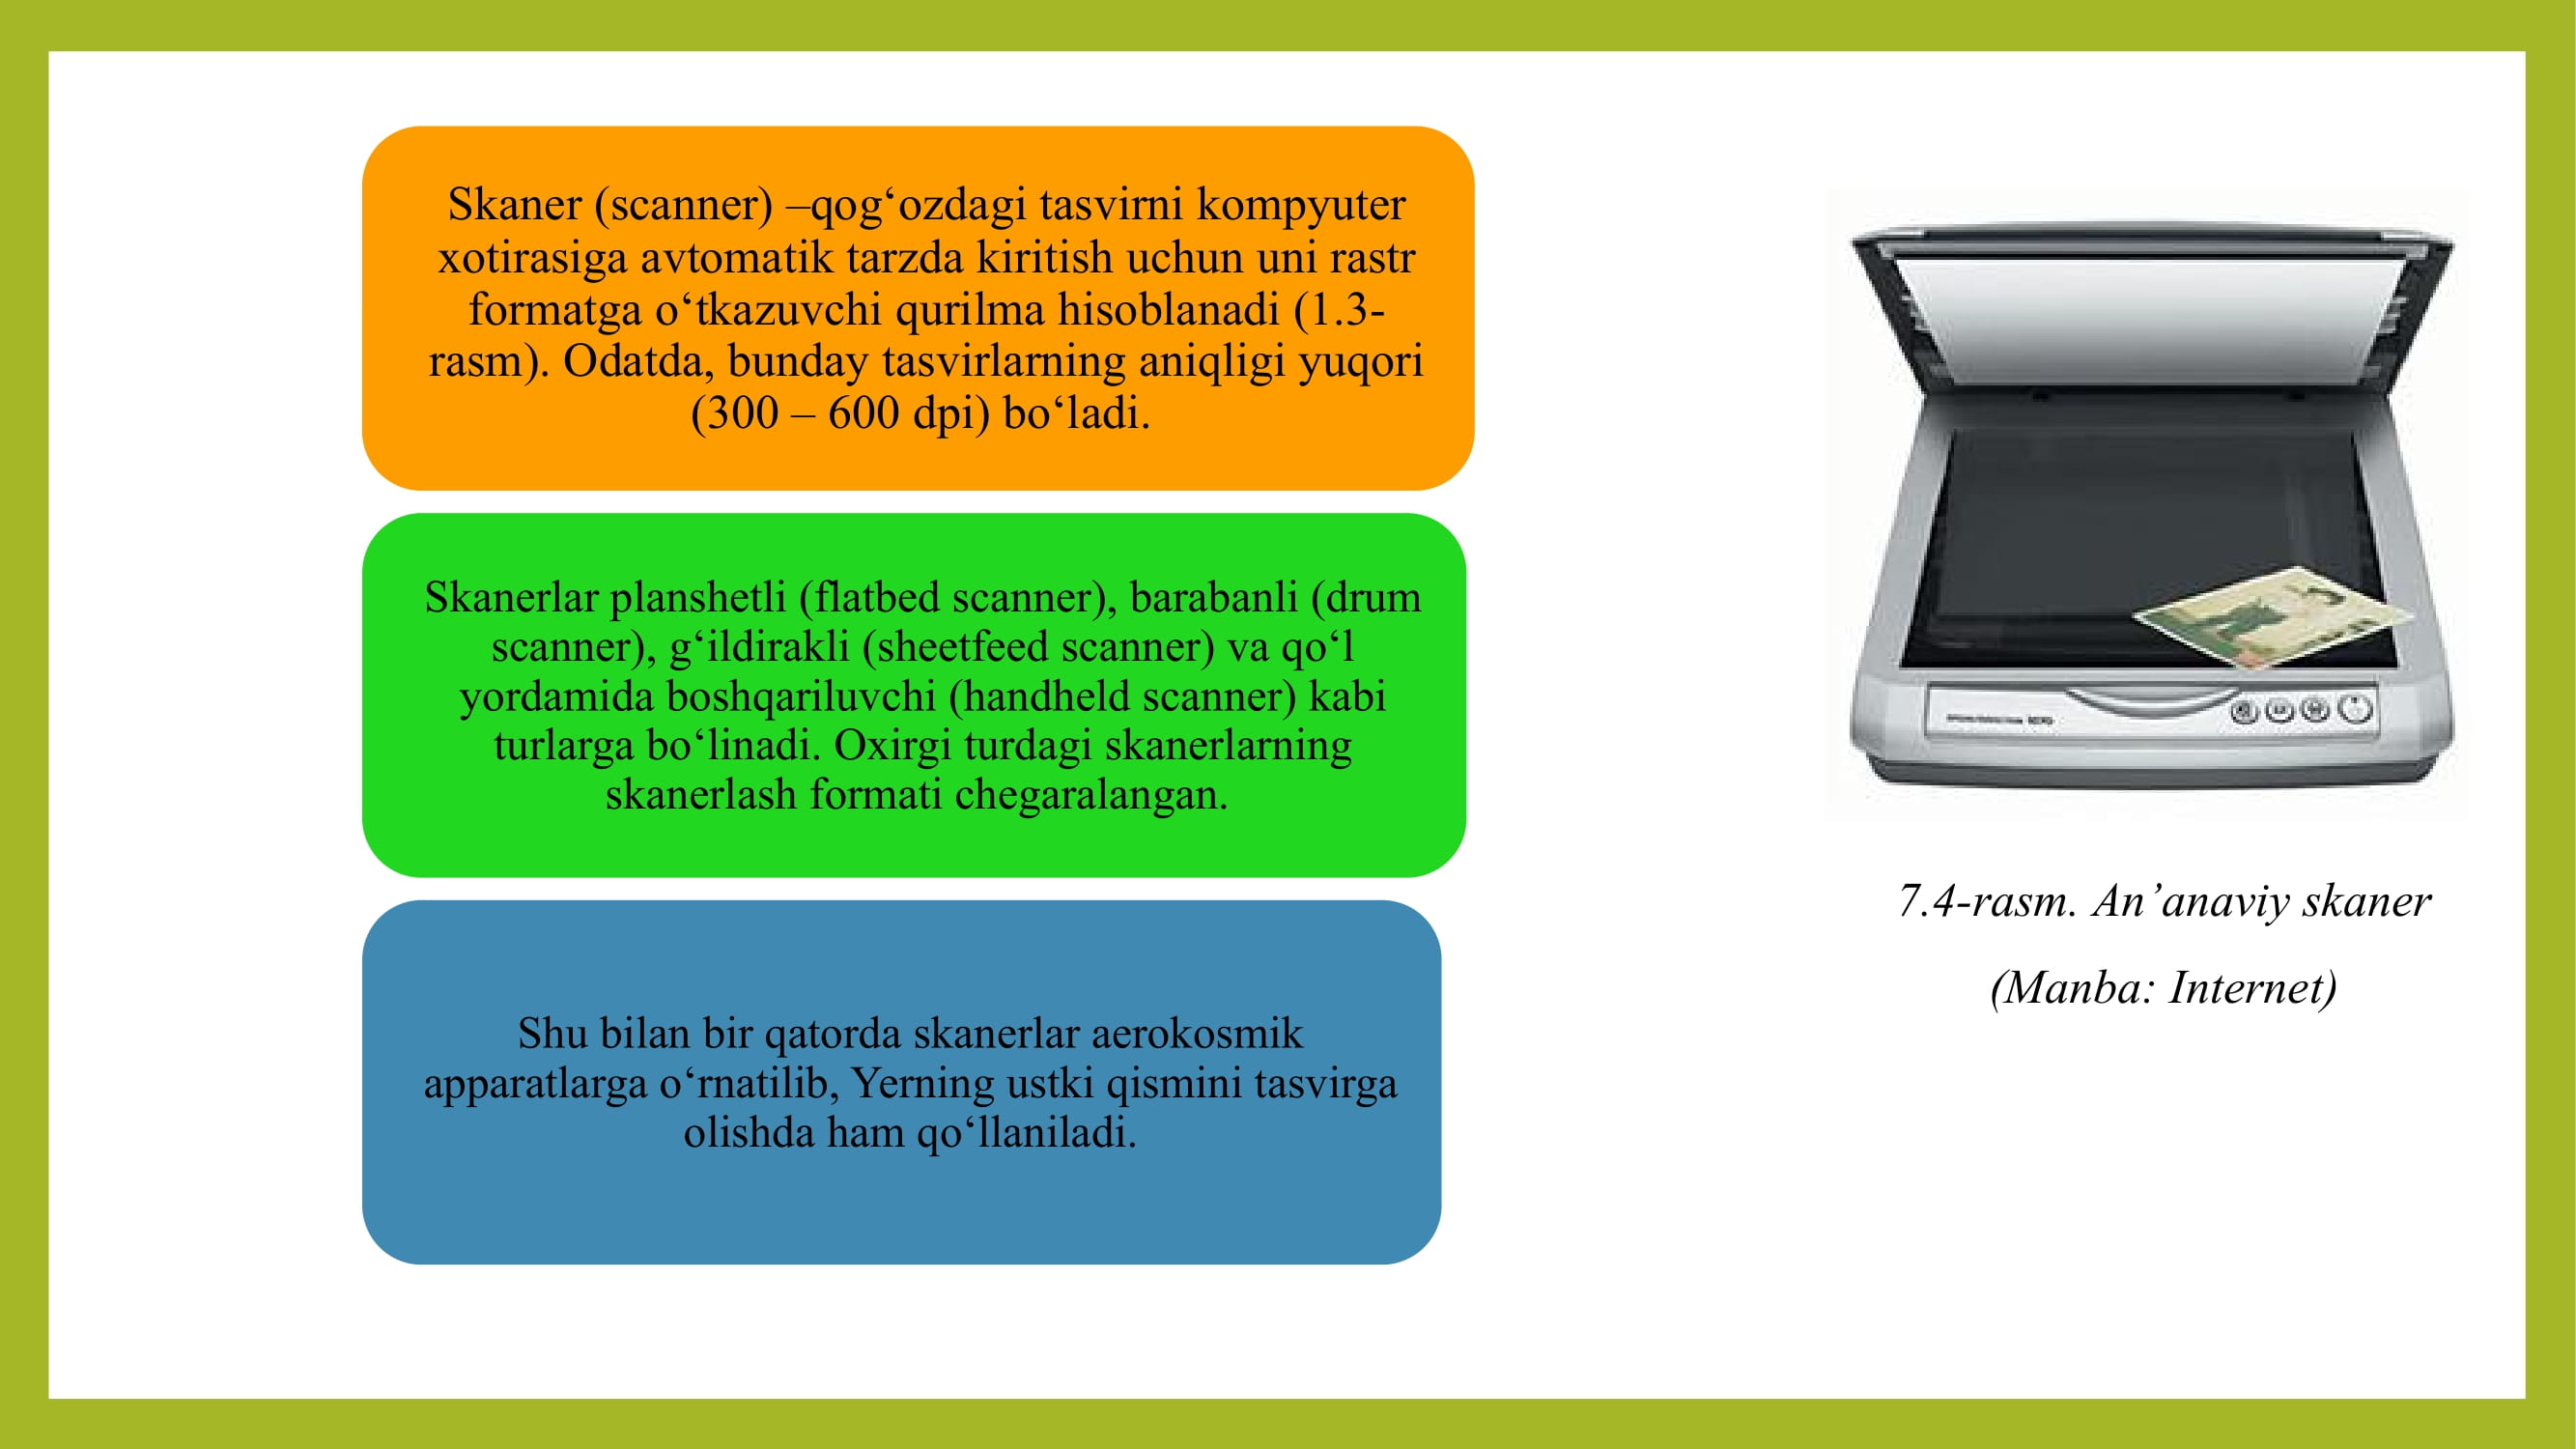 Skaner (scanner) –qog‘ozdagi tasvirni kompyuter
xotirasiga avtomatik tarzda kiritish uchun uni rastr
formatga o‘tkazuvchi qurilma hisoblanadi (1.3-
rasm). Odatda, bunday tasvirlarning aniqligi yuqori
(300 – 600 dpi) bo‘ladi.
Skanerlar planshetli (flatbed scanner), barabanli (drum
scanner), g‘ildirakli (sheetfeed scanner) va qo‘l
yordamida boshqariluvchi (handheld scanner) kabi
turlarga bo‘linadi. Oxirgi turdagi skanerlarning
skanerlash formati chegaralangan.
Shu bilan bir qatorda skanerlar aerokosmik
apparatlarga o‘rnatilib, Yerning ustki qismini tasvirga
olishda ham qo‘llaniladi.
7.4-rasm. An’anaviy skaner
(Manba: Internet)